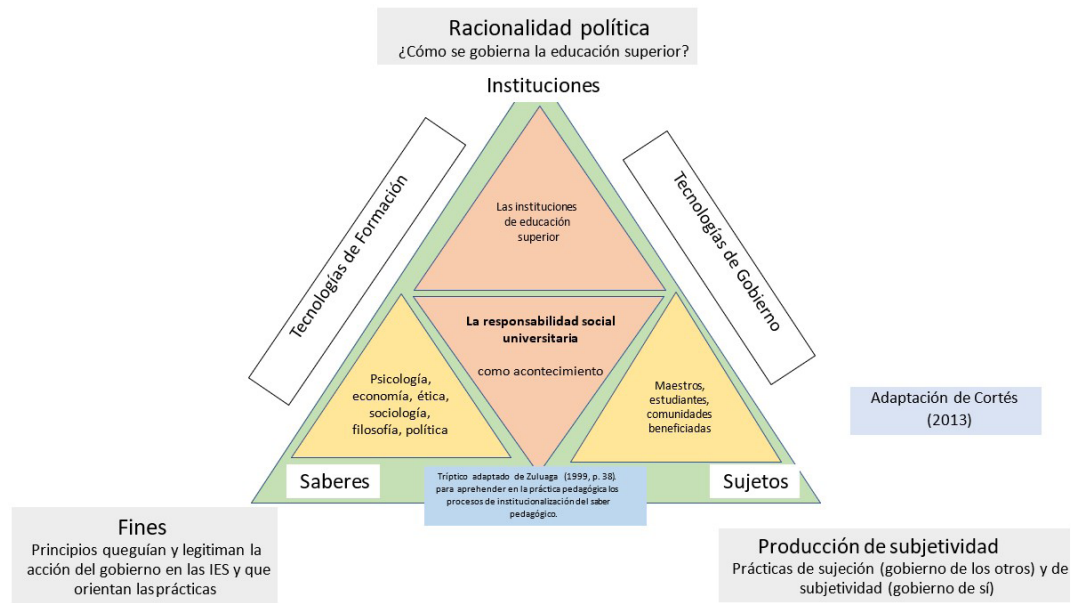 Racionalidad política
¿Cómo se gobierna la educación superior?
Instituciones
Tecnologías de Formación
Tecnologías de Gobierno
Las instituciones
de educación
superior
La responsabilidad social
universitaria
como acontecimiento
Psicología,
economía, ética,
sociología,
filosofía, política
Maestros,
estudiantes,
comunidades
beneficiadas
Adaptación de Cortés
(2013)
Saberes
Tríptico adaptado de Zuluaga (1999, p. 38).
para aprehender en la práctica pedagógica los
procesos de institucionalización del saber
pedagógico.
Sujetos
Fines
Principios queguían y legitiman la
acción del gobierno en las IES y que
orientan lasprácticas
Producción de subjetividad
Prácticas de sujeción (gobierno de los otros) y de
subjetividad (gobierno de sí)